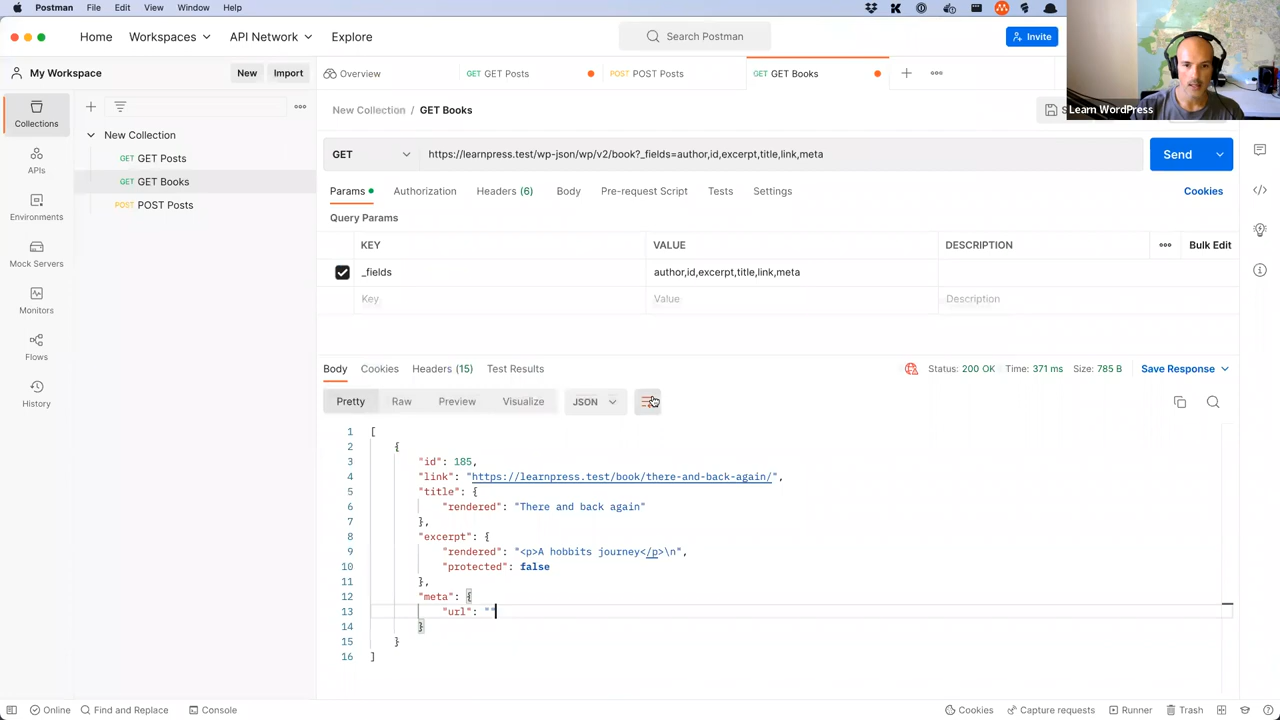 Postman File Edit View Window Help
Home Workspaces API Network Explore Search Postman Invite
My Workspace New Import Overview GET Posts POST POST Posts GET GET Books
Learn WordPress
Collections
New Collection
GET GET Posts
GET GET Books
POST POST Posts
APIs
Environments
Mock Servers
Monitors
Flows
History
New Collection / GET Books
GET https://learnpress.test/wp-json/wp/v2/book?_fields=author,id,excerpt,title,link,meta Send
Params Authorization Headers (6) Body Pre-request Script Tests Settings Cookies
Query Params
KEY VALUE DESCRIPTION Bulk Edit
_fields author,id,excerpt,title,link,meta
Key Value Description
Body Cookies Headers (15) Test Results Status: 200 OK Time: 371 ms Size: 785 B Save Response
Pretty Raw Preview Visualize JSON
1 [
2 {
3 "id": 185,
4 "link": "https://learnpress.test/book/there-and-back-again/",
5 "title": {
6 "rendered": "There and back again"
7 },
8 "excerpt": {
9 "rendered": "<p>A hobbits journey</p>\n",
10 "protected": false
11 },
12 "meta": {
13 "url": ""
14 }
15 }
16 ]
Online Find and Replace Console Cookies Capture requests Runner Trash